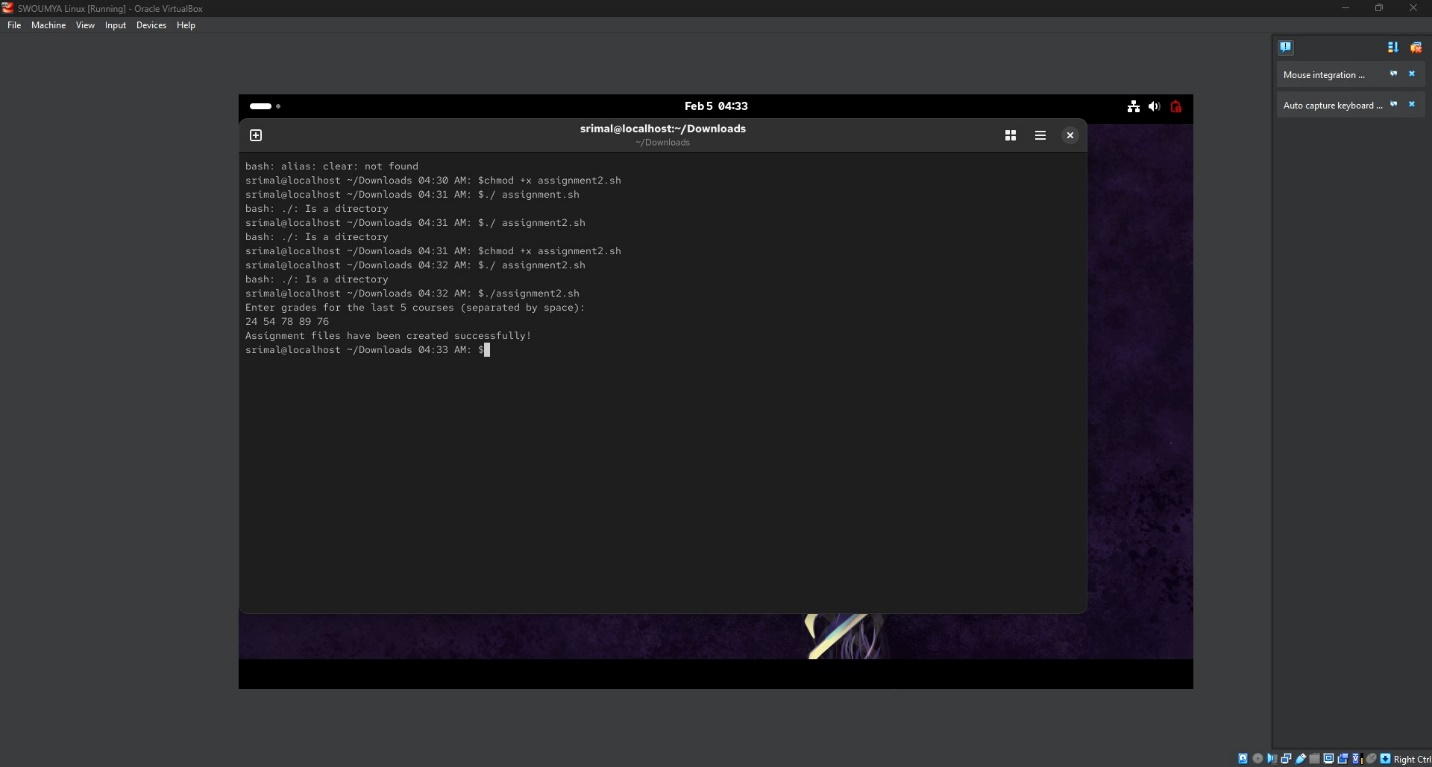 SWOUMYA Linux [Running] - Oracle VirtualBox
File Machine View Input Devices Help
Mouse integration ...
Auto capture keyboard ...
Feb 5 04:33
srimal@localhost:~/Downloads
~/Downloads
bash: alias: clear: not found
srimal@localhost ~/Downloads 04:30 AM: $chmod +x assignment2.sh
srimal@localhost ~/Downloads 04:31 AM: $./ assignment.sh
bash: ./: Is a directory
srimal@localhost ~/Downloads 04:31 AM: $./ assignment2.sh
bash: ./: Is a directory
srimal@localhost ~/Downloads 04:31 AM: $chmod +x assignment2.sh
srimal@localhost ~/Downloads 04:32 AM: $./ assignment2.sh
bash: ./: Is a directory
srimal@localhost ~/Downloads 04:32 AM: $./assignment2.sh
Enter grades for the last 5 courses (separated by space):
24 54 78 89 76
Assignment files have been created successfully!
srimal@localhost ~/Downloads 04:33 AM: $
Right Ctrl